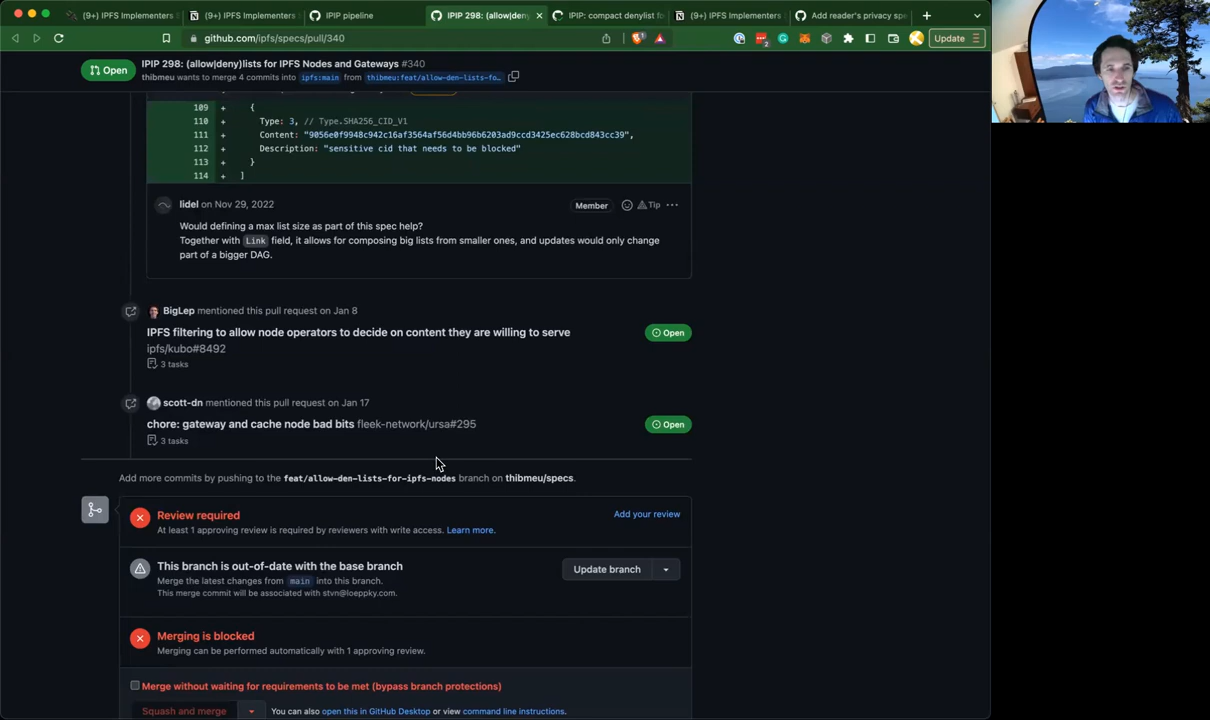 (9+) IPFS Implementers
(9+) IPFS Implementers
IPIP pipeline
IPIP 298: (allow|deny)
IPIP: compact denylist fo
(9+) IPFS Implementers
Add reader's privacy spe
github.com/ipfs/specs/pull/340
Update
Open
IPIP 298: (allow|deny)lists for IPFS Nodes and Gateways #340
thibmeu wants to merge 4 commits into ipfs:main from thibmeu:feat/allow-den-lists-fo...
109 + {
110 + Type: 3, // Type.SHA256_CID_V1
111 + Content: "9056e0f9948c942c16af3564af56d4bb96b6203ad9ccd3425ec628bcd843cc39",
112 + Description: "sensitive cid that needs to be blocked"
113 + }
114 + ]
lidel on Nov 29, 2022
Member
Tip
Would defining a max list size as part of this spec help?
Together with Link field, it allows for composing big lists from smaller ones, and updates would only change
part of a bigger DAG.
BigLep mentioned this pull request on Jan 8
IPFS filtering to allow node operators to decide on content they are willing to serve
Open
ipfs/kubo#8492
3 tasks
scott-dn mentioned this pull request on Jan 17
chore: gateway and cache node bad bits fleek-network/ursa#295
Open
3 tasks
Add more commits by pushing to the feat/allow-den-lists-for-ipfs-nodes branch on thibmeu/specs.
Review required
Add your review
At least 1 approving review is required by reviewers with write access. Learn more.
This branch is out-of-date with the base branch
Update branch
Merge the latest changes from main into this branch.
This merge commit will be associated with stvn@loeppky.com.
Merging is blocked
Merging can be performed automatically with 1 approving review.
Merge without waiting for requirements to be met (bypass branch protections)
Squash and merge
You can also open this in GitHub Desktop or view command line instructions.